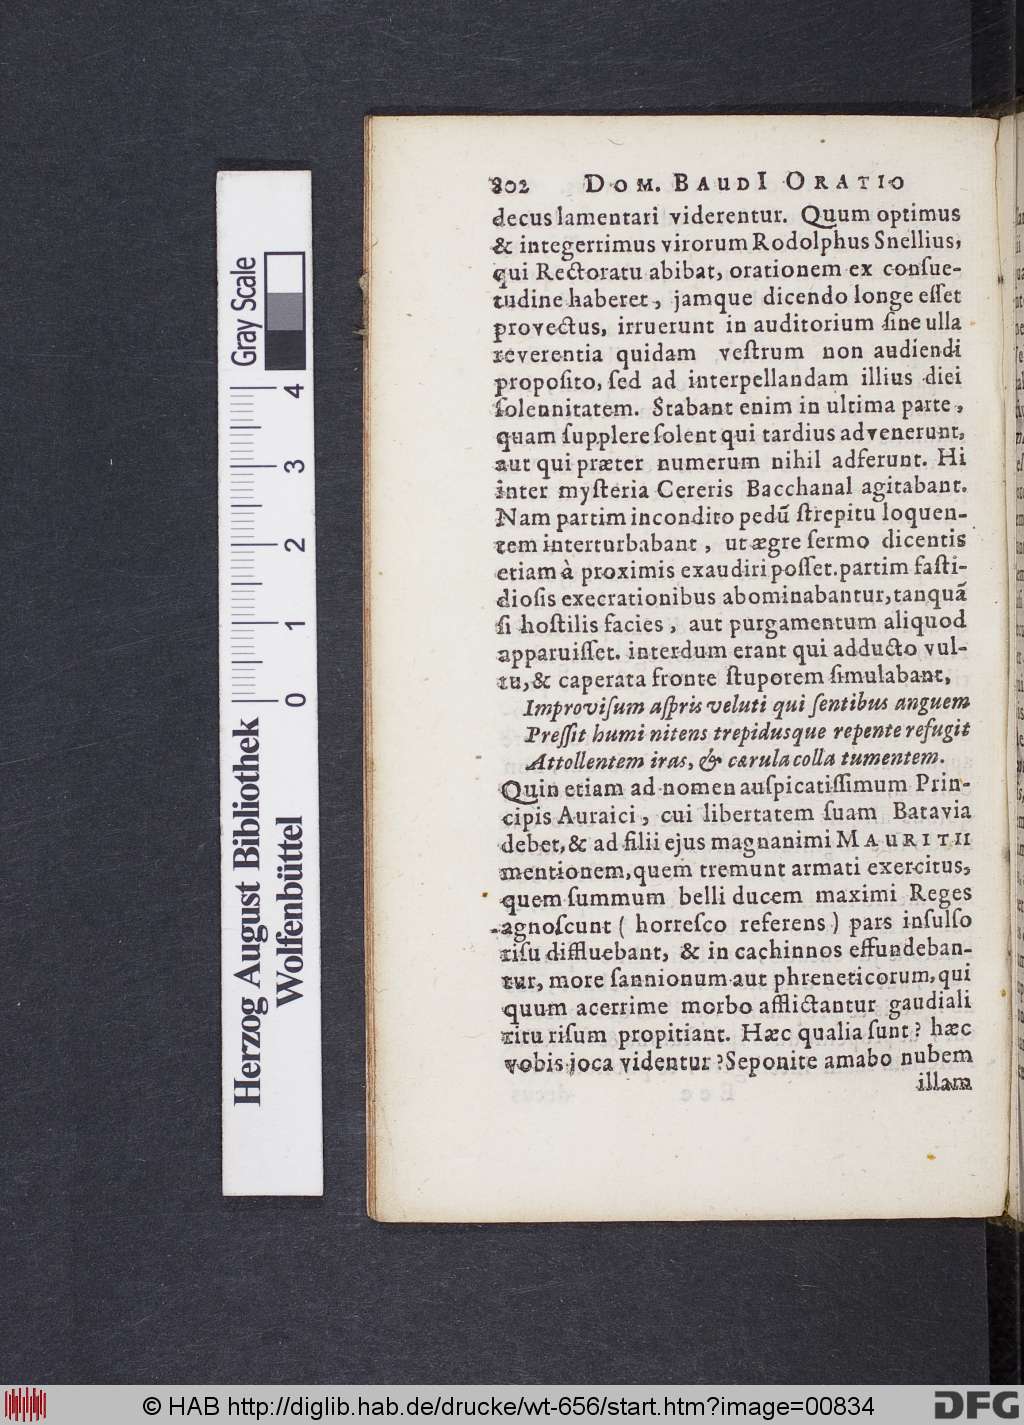 802 DOM. BAUDI ORATIO
decus lamentari viderentur. Quum optimus
& integerrimus virorum Rodolphus Snellius,
qui Rectoratu abibat, orationem ex conſue-
tudine haberet, jamque dicendo longe eſſet
provectus, irruerunt in auditorium ſine ulla
reverentia quidam veſtrum non audiendi
propoſito, ſed ad interpellandam illius diei
ſolennitatem. Stabant enim in ultima parte,
quam ſupplere ſolent qui tardius advenerunt,
aut qui præter numerum nihil adferunt. Hi
inter myſteria Cereris Bacchanal agitabant.
Nam partim incondito pedũ ſtrepitu loquen-
tem interturbabant, ut ægre ſermo dicentis
etiam à proximis exaudiri poſſet. partim faſti-
dioſis execrationibus abominabantur, tanquã
ſi hoſtilis facies, aut purgamentum aliquod
apparuiſſet. interdum erant qui adducto vul-
tu, & caperata fronte ſtuporem ſimulabant,
Improviſum aſpris veluti qui ſentibus anguem
Preſſit humi nitens trepidusque repente refugit
Attollentem iras, & cærula colla tumentem.
Quin etiam ad nomen auſpicatiſſimum Prin-
cipis Auraici, cui libertatem ſuam Batavia
debet, & ad filii ejus magnanimi MAURITII
mentionem, quem tremunt armati exercitus,
quem ſummum belli ducem maximi Reges
agnoſcunt ( horreſco referens ) pars inſulſo
riſu diffluebant, & in cachinnos effundeban-
tur, more ſannionum aut phreneticorum, qui
quum acerrime morbo afflictantur gaudiali
ritu riſum propitiant. Hæc qualia ſunt? hæc
vobis joca videntur? Seponite amabo nubem
illam
Gray Scale
4 3 2 1 0
Herzog August Bibliothek
Wolfenbüttel
© HAB http://diglib.hab.de/drucke/wt-656/start.htm?image=00834
DFG